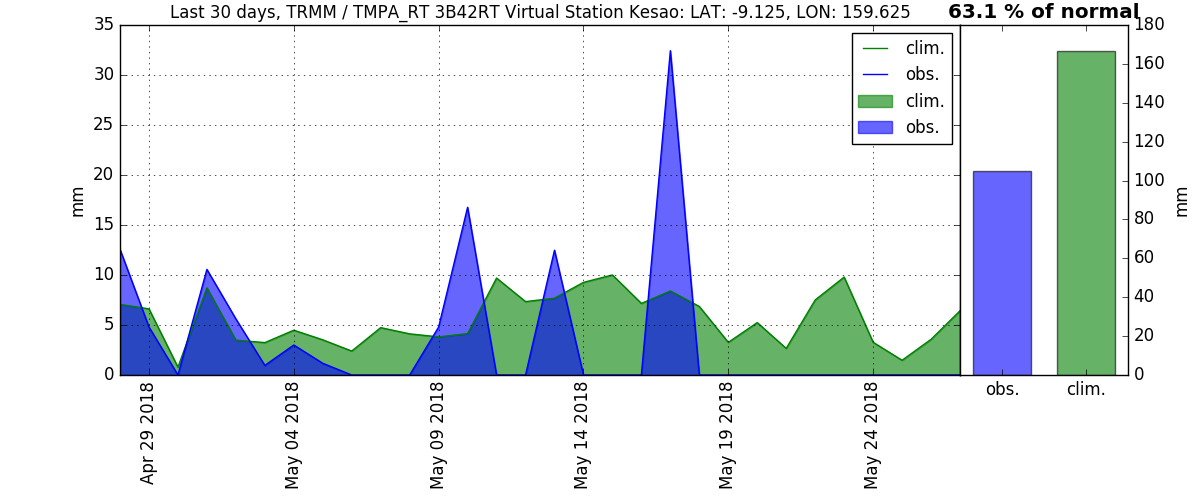 Last 30 days, TRMM / TMPA_RT 3B42RT Virtual Station Kesao: LAT: -9.125, LON: 159.625
63.1 % of normal
35
30
25
20
15
10
5
0
mm
clim.
obs.
clim.
obs.
Apr 29 2018
May 04 2018
May 09 2018
May 14 2018
May 19 2018
May 24 2018
180
160
140
120
100
80
60
40
20
0
mm
obs.
clim.